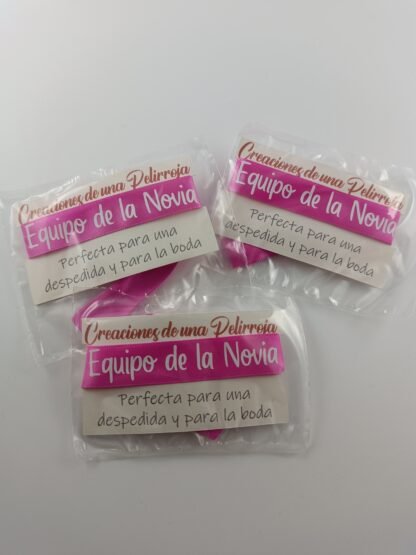 Creaciones de una Pelirroja
Equipo de la Novia
Perfecta para una
despedida y para la boda
Creaciones de una Pelirroja
Equipo de la Novia
Perfecta para una
despedida y para la boda
Creaciones de una Pelirroja
Equipo de la Novia
Perfecta para una
despedida y para la boda